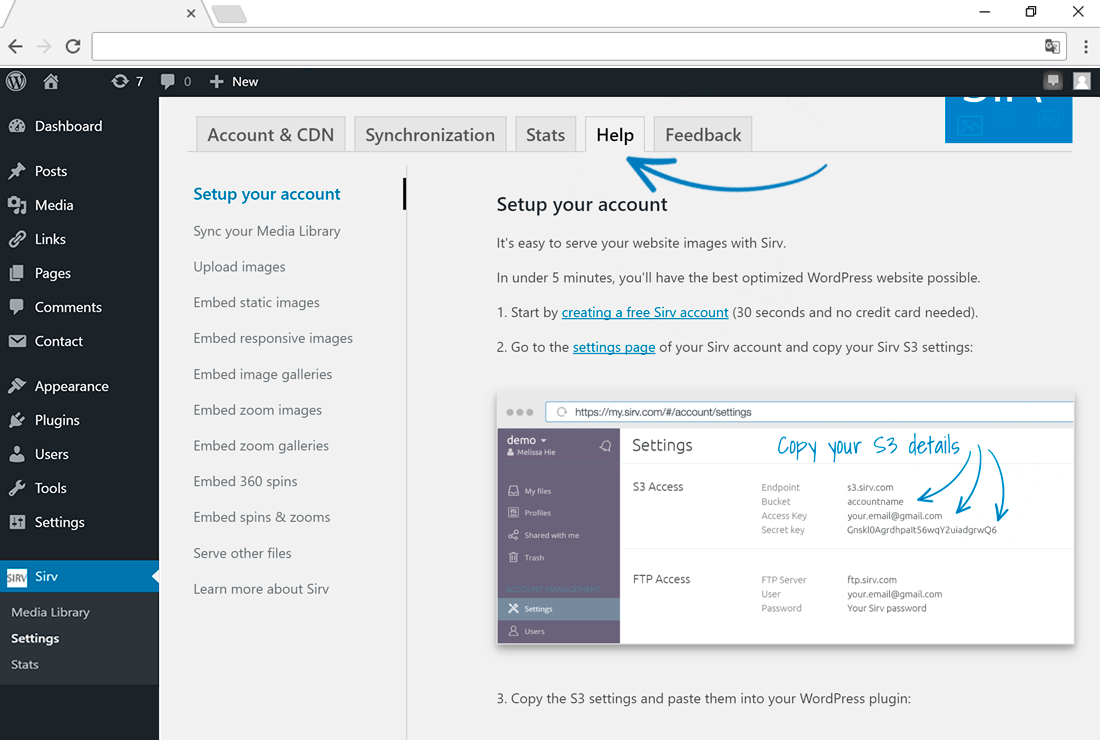 7 0 New
Dashboard
Posts
Media
Links
Pages
Comments
Contact
Appearance
Plugins
Users
Tools
Settings
SIRV Sirv
Media Library
Settings
Stats
Account & CDN Synchronization Stats Help Feedback
Setup your account
Sync your Media Library
Upload images
Embed static images
Embed responsive images
Embed image galleries
Embed zoom images
Embed zoom galleries
Embed 360 spins
Embed spins & zooms
Serve other files
Learn more about Sirv
Setup your account
It's easy to serve your website images with Sirv.
In under 5 minutes, you'll have the best optimized WordPress website possible.
1. Start by creating a free Sirv account (30 seconds and no credit card needed).
2. Go to the settings page of your Sirv account and copy your Sirv S3 settings:
https://my.sirv.com/#/account/settings
demo
Melissa Hie
My files
Profiles
Shared with me
Trash
ACCOUNT MANAGEMENT
Settings
Users
Settings
Copy your S3 details
S3 Access
Endpoint s3.sirv.com
Bucket accountname
Access Key your.email@gmail.com
Secret key Gnskl0AgrdhpaIt56wqY2uiadgrwQ6
FTP Access
FTP Server ftp.sirv.com
User your.email@gmail.com
Password Your Sirv password
3. Copy the S3 settings and paste them into your WordPress plugin: